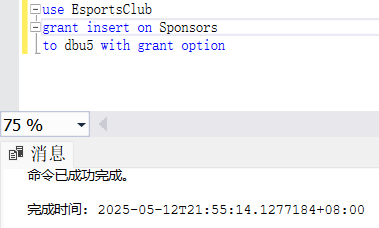 use EsportsClub
grant insert on Sponsors
to dbu5 with grant option
75 %
消息
命令已成功完成。
完成时间: 2025-05-12T21:55:14.1277184+08:00